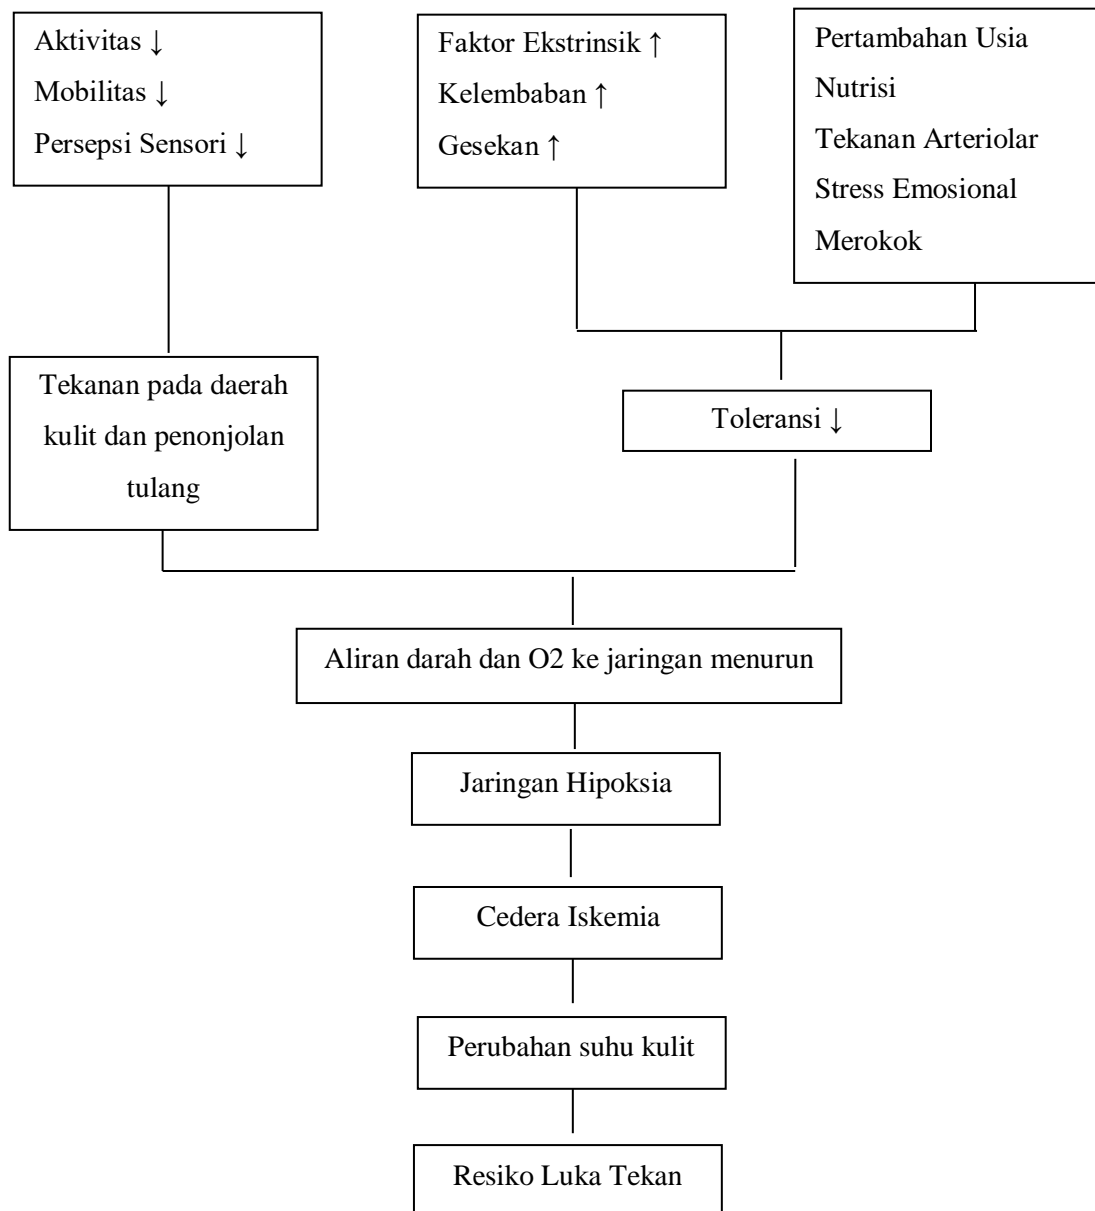 Aktivitas ↓
Mobilitas ↓
Persepsi Sensori ↓
Faktor Ekstrinsik ↑
Kelembaban ↑
Gesekan ↑
Pertambahan Usia
Nutrisi
Tekanan Arteriolar
Stress Emosional
Merokok
Tekanan pada daerah
kulit dan penonjolan
tulang
Toleransi ↓
Aliran darah dan O2 ke jaringan menurun
Jaringan Hipoksia
Cedera Iskemia
Perubahan suhu kulit
Resiko Luka Tekan